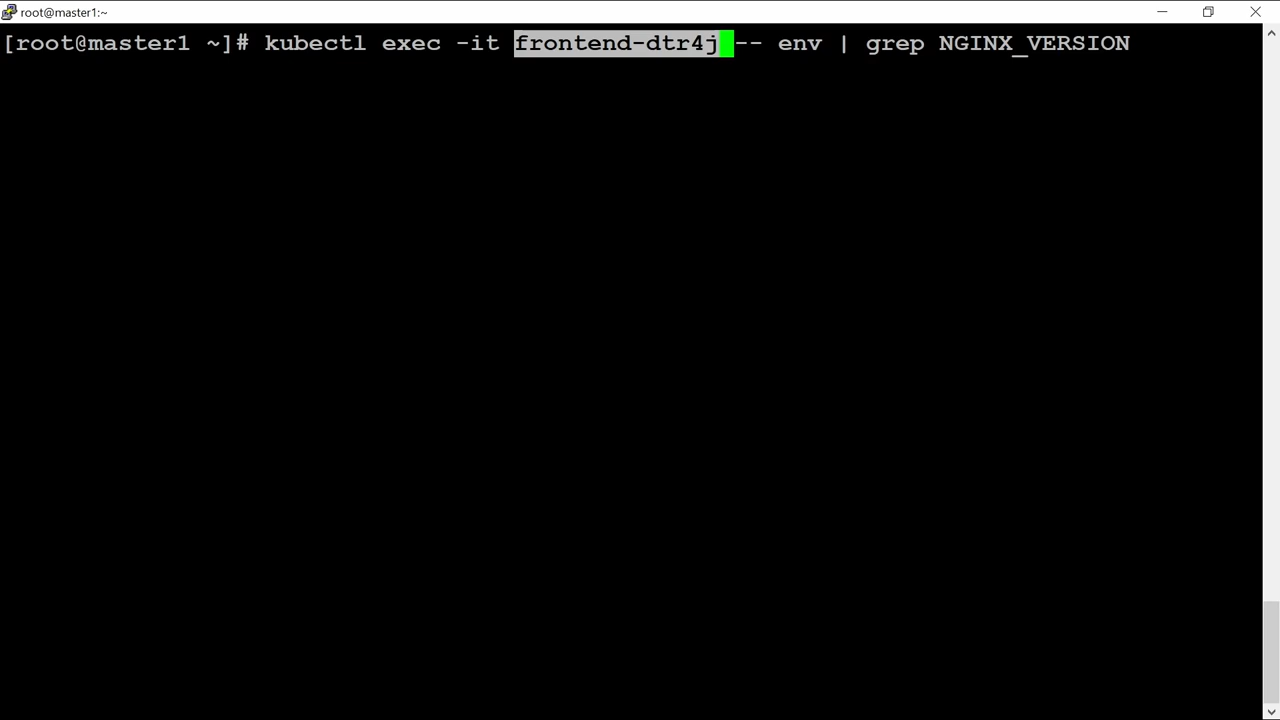 root@master1:~
[root@master1 ~]# kubectl exec -it frontend-dtr4j -- env | grep NGINX_VERSION